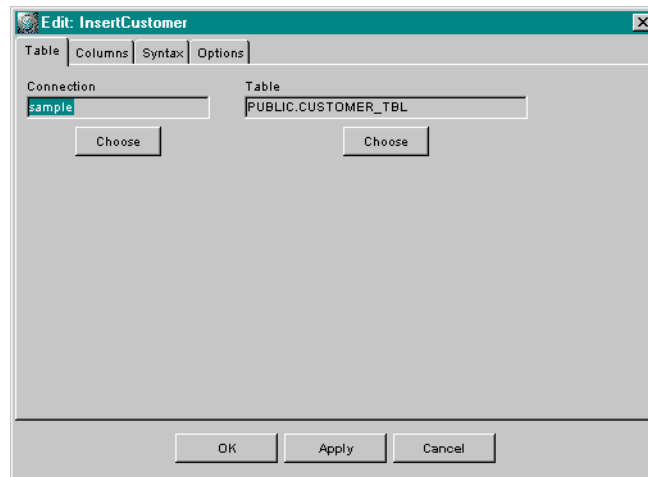 Edit: InsertCustomer
Table Columns Syntax Options
Connection Table
sample PUBLIC.CUSTOMER_TBL
Choose Choose
OK Apply Cancel